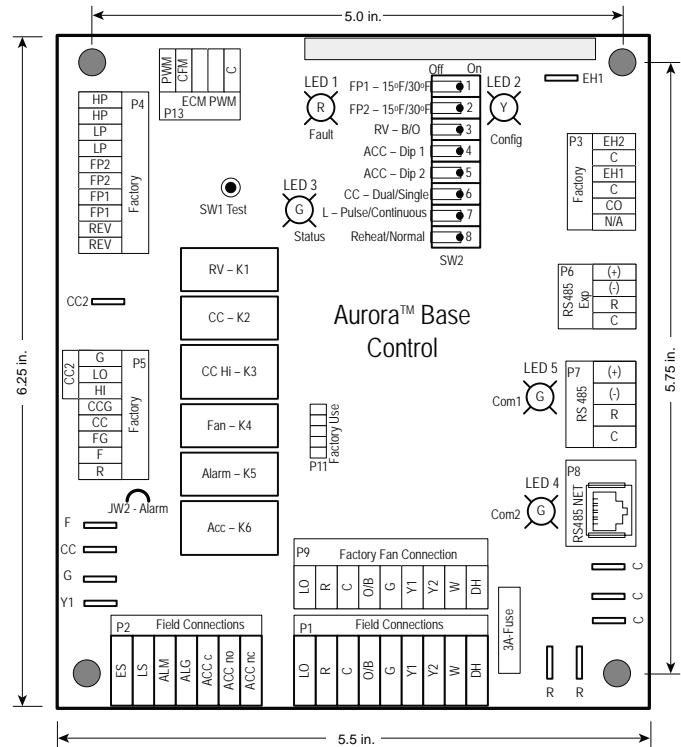 5.0 in.
PWM
CFM
C
ECM PWM
P13
LED 1
R
Fault
Off
On
FP1 – 15ºF/30ºF
1
FP2 – 15ºF/30ºF
2
RV – B/O
3
ACC – Dip 1
4
ACC – Dip 2
5
CC – Dual/Single
6
L – Pulse/Continuous
7
Reheat/Normal
8
SW2
LED 2
Y
Config
EH1
HP
HP
LP
LP
FP2
FP2
FP1
FP1
REV
REV
P4
Factory
SW1 Test
LED 3
G
Status
P3
Factory
EH2
C
EH1
C
CO
N/A
RV – K1
CC – K2
CC Hi – K3
Fan – K4
Alarm – K5
Acc – K6
CC2
Aurora™ Base
Control
P6
RS485
Exp
(+)
(-)
R
C
6.25 in.
5.75 in.
CC2
G
LO
HI
CCG
CC
FG
F
R
P5
Factory
P11
Factory Use
LED 5
Com1
G
P7
RS 485
(+)
(-)
R
C
JW2 - Alarm
LED 4
Com2
G
P8
RS485 NET
F
CC
G
Y1
P9
Factory Fan Connection
LO
R
C
O/B
G
Y1
Y2
W
DH
C
C
C
P2
Field Connections
ES
LS
ALM
ALG
ACC c
ACC no
ACC nc
P1
Field Connections
LO
R
C
O/B
G
Y1
Y2
W
DH
3A-Fuse
R
R
5.5 in.